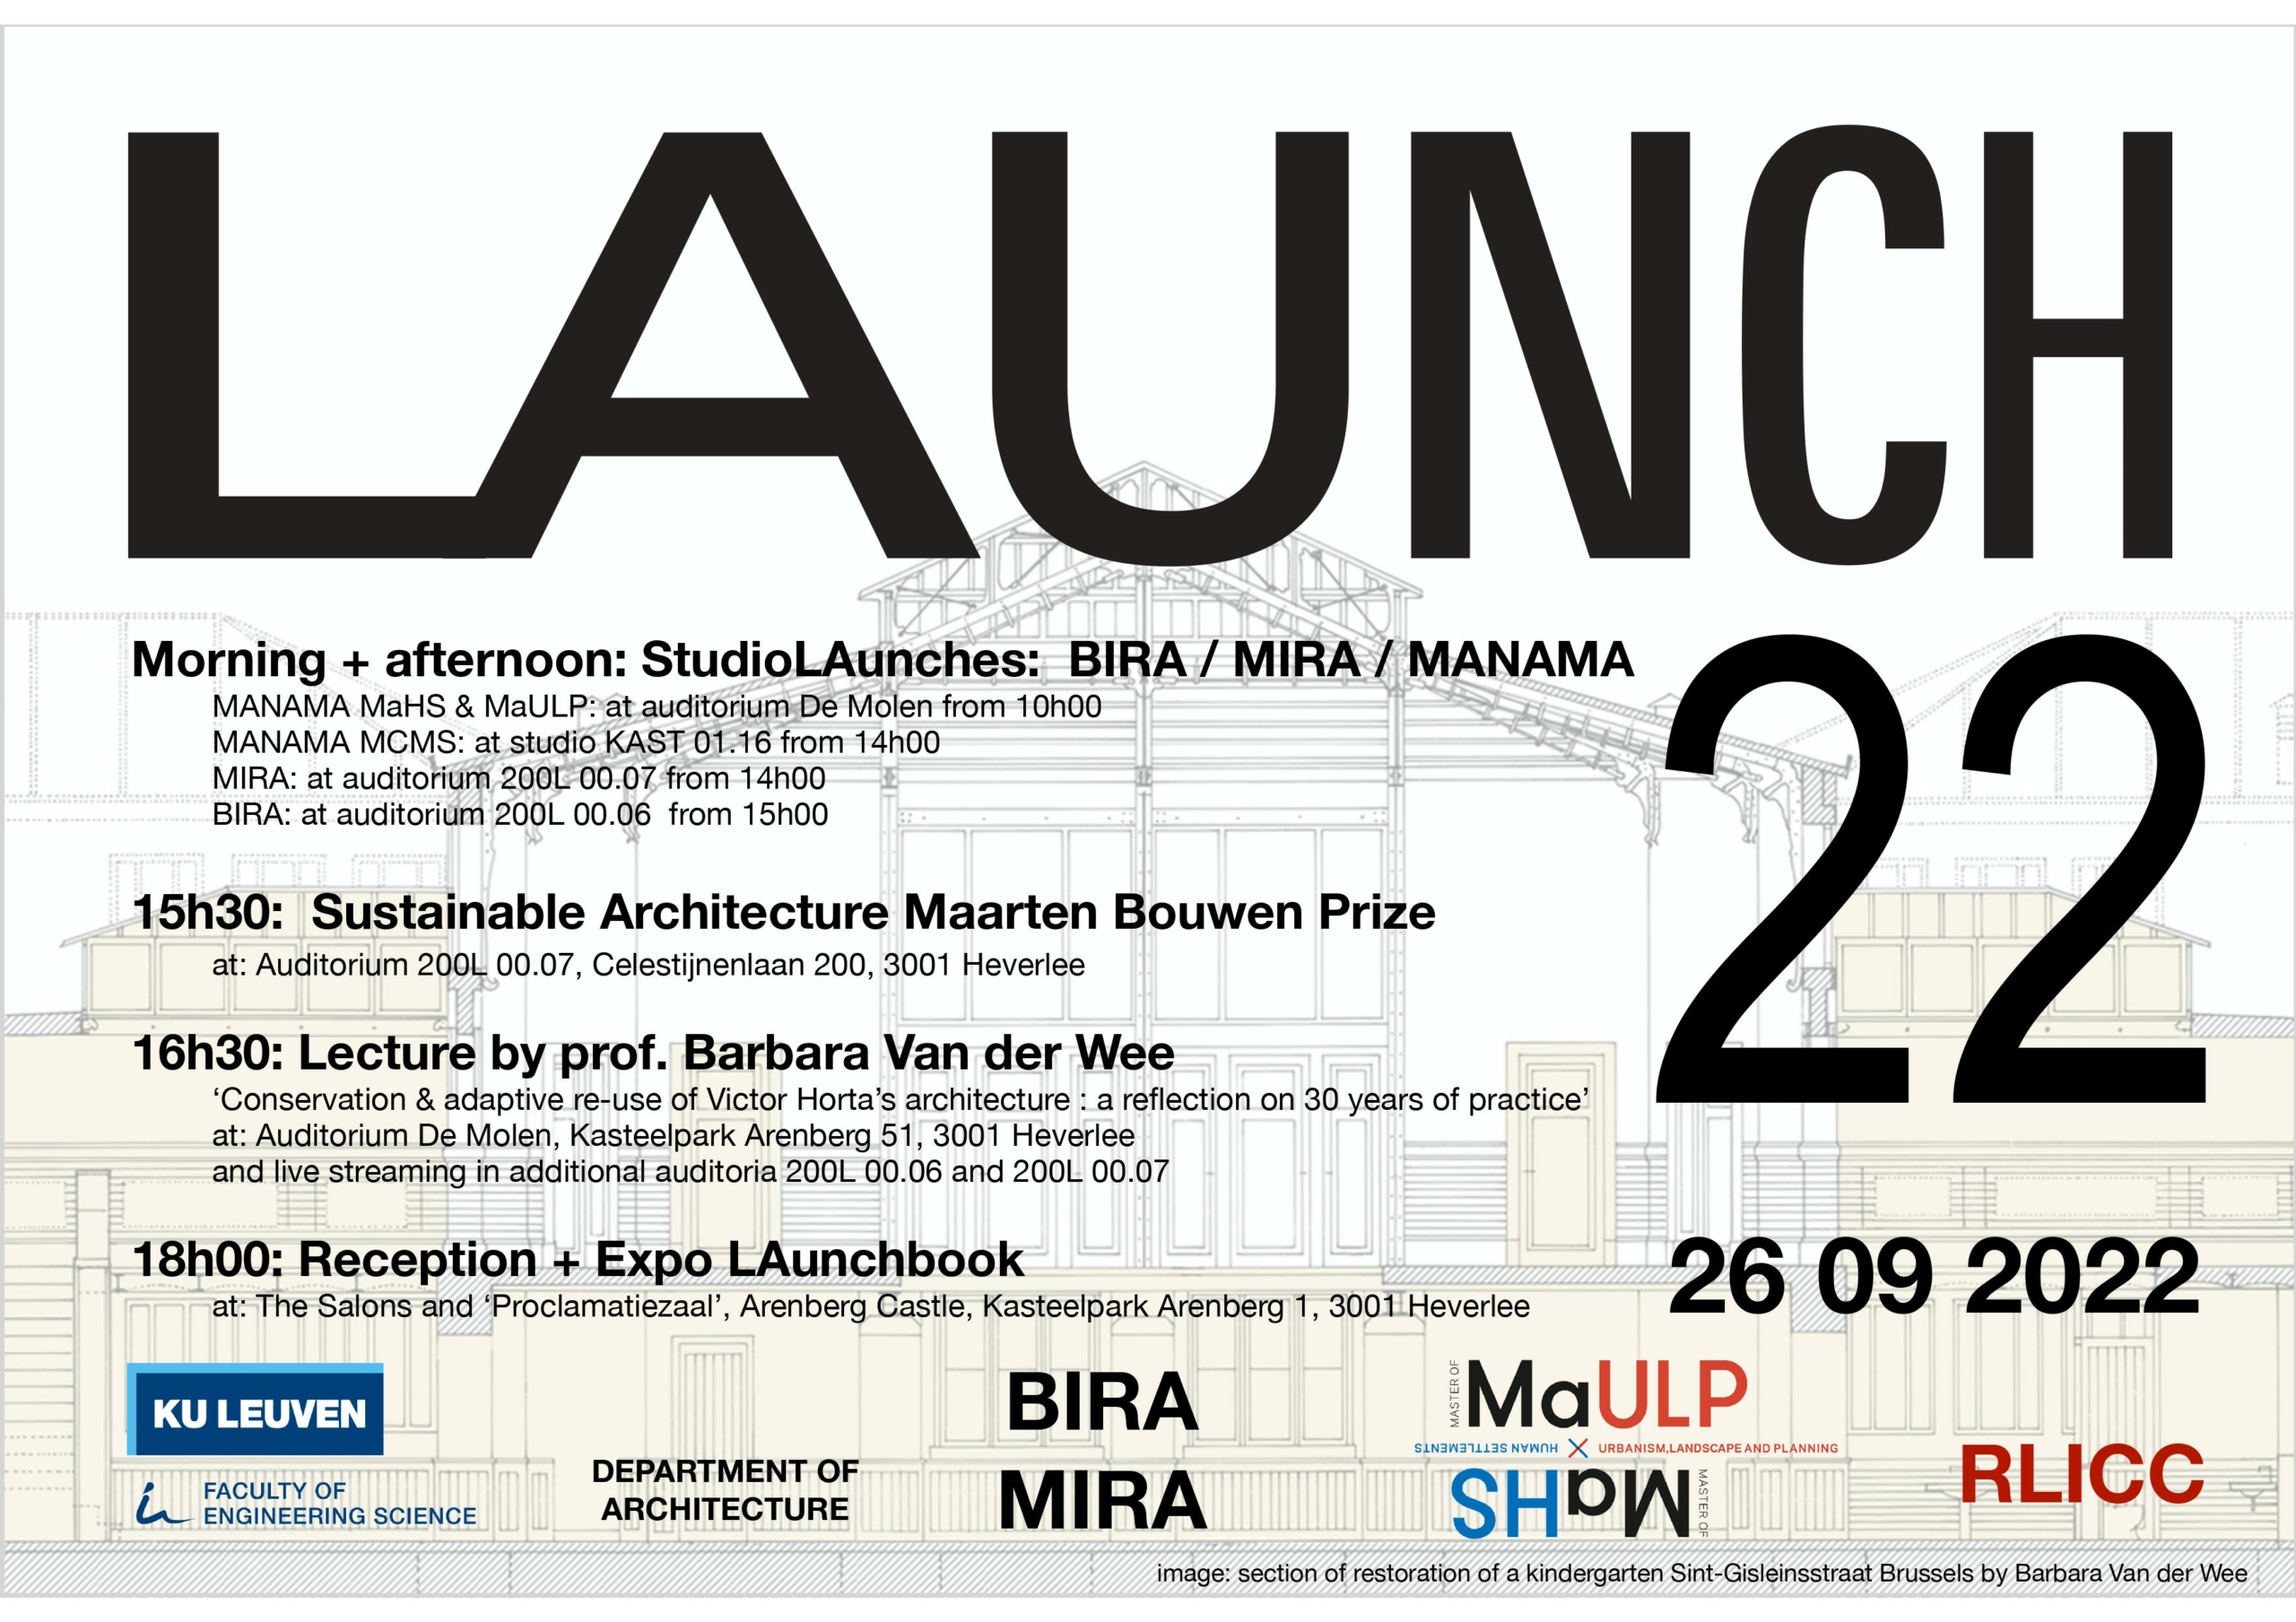 LAUNCH
22
Morning + afternoon: StudioLAunches: BIRA / MIRA / MANAMA
MANAMA MaHS & MaULP: at auditorium De Molen from 10h00
MANAMA MCMS: at studio KAST 01.16 from 14h00
MIRA: at auditorium 200L 00.07 from 14h00
BIRA: at auditorium 200L 00.06 from 15h00
15h30: Sustainable Architecture Maarten Bouwen Prize
at: Auditorium 200L 00.07, Celestijnenlaan 200, 3001 Heverlee
16h30: Lecture by prof. Barbara Van der Wee
‘Conservation & adaptive re-use of Victor Horta’s architecture : a reflection on 30 years of practice’
at: Auditorium De Molen, Kasteelpark Arenberg 51, 3001 Heverlee
and live streaming in additional auditoria 200L 00.06 and 200L 00.07
18h00: Reception + Expo LAunchbook
at: The Salons and ‘Proclamatiezaal’, Arenberg Castle, Kasteelpark Arenberg 1, 3001 Heverlee
26 09 2022
KU LEUVEN
FACULTY OF
ENGINEERING SCIENCE
DEPARTMENT OF
ARCHITECTURE
BIRA
MIRA
MASTER OF
MaULP
HUMAN SETTLEMENTS X URBANISM,LANDSCAPE AND PLANNING
MaHS
MASTER OF
RLICC
image: section of restoration of a kindergarten Sint-Gisleinsstraat Brussels by Barbara Van der Wee